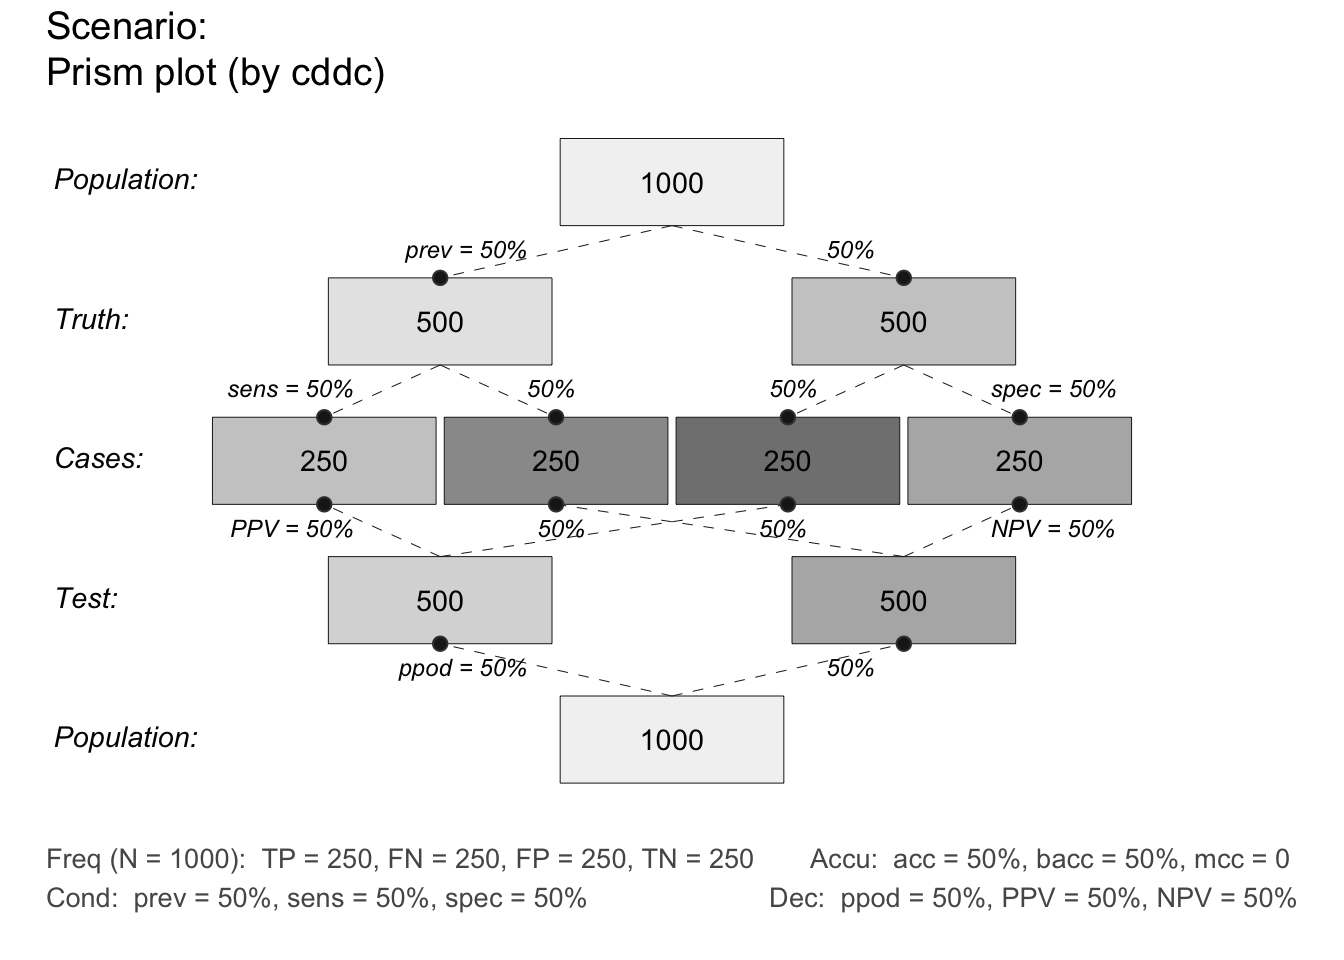 Scenario:
Prism plot (by cddc)
Population:
1000
prev = 50%
50%
Truth:
500
500
sens = 50%
50%
50%
spec = 50%
Cases:
250
250
250
250
PPV = 50%
50%
50%
NPV = 50%
Test:
500
500
ppod = 50%
50%
Population:
1000
Freq (N = 1000):  TP = 250, FN = 250, FP = 250, TN = 250
Accu:  acc = 50%, bacc = 50%, mcc = 0
Cond:  prev = 50%, sens = 50%, spec = 50%
Dec:  ppod = 50%, PPV = 50%, NPV = 50%